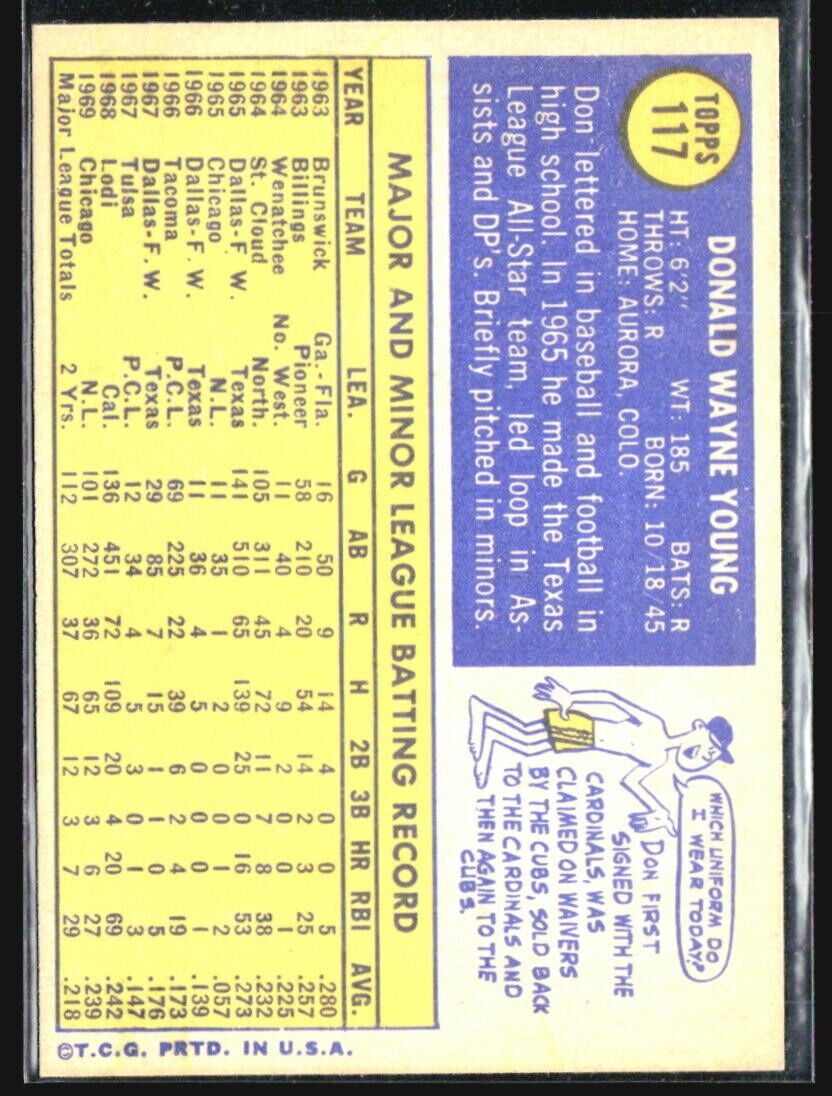 TOPPS
117
DONALD WAYNE YOUNG
HT: 6'2" WT: 185 BATS: R
THROWS: R BORN: 10/18/45
HOME: AURORA, COLO.
Don lettered in baseball and football in
high school. In 1965 he made the Texas
League All-Star team, led loop in As-
sists and DP's. Briefly pitched in minors.
WHICH UNIFORM DO
I WEAR TODAY?
DON FIRST
SIGNED WITH THE
CARDINALS, WAS
CLAIMED ON WAIVERS
BY THE CUBS, SOLD BACK
TO THE CARDINALS AND
THEN AGAIN TO THE
CUBS.
MAJOR AND MINOR LEAGUE BATTING RECORD
YEAR TEAM LEA. G AB R H 2B 3B HR RBI AVG.
1963 Brunswick Ga.-Fla. 16 50 9 14 4 0 0 5 .280
1963 Billings Pioneer 58 210 20 54 14 2 3 25 .257
1964 Wenatchee No. West. 11 40 4 9 2 0 0 1 .225
1964 St. Cloud North. 105 311 45 72 11 7 8 38 .232
1965 Dallas-F. W. Texas 141 510 65 139 25 0 16 53 .273
1965 Chicago N.L. 11 35 1 2 0 0 1 2 .057
1966 Dallas-F. W. Texas 11 36 4 5 0 0 0 1 .139
1966 Tacoma P.C.L. 69 225 22 39 6 2 4 19 .173
1967 Dallas-F. W. Texas 29 85 7 15 1 1 0 5 .176
1967 Tulsa P.C.L. 12 34 4 5 3 0 1 3 .147
1968 Lodi Cal. 136 451 72 109 20 4 20 69 .242
1969 Chicago N.L. 101 272 36 65 12 3 6 27 .239
Major League Totals 2 Yrs. 112 307 37 67 12 3 7 29 .218
©T.C.G. PRTD. IN U.S.A.